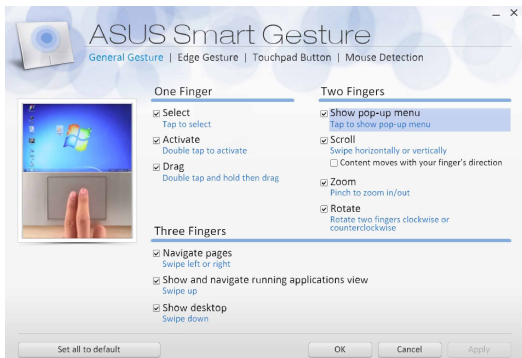 ASUS Smart Gesture
General Gesture | Edge Gesture | Touchpad Button | Mouse Detection
One Finger
Select
Tap to select
Activate
Double tap to activate
Drag
Double tap and hold then drag
Two Fingers
Show pop-up menu
Tap to show pop-up menu
Scroll
Swipe horizontally or vertically
Content moves with your finger's direction
Zoom
Pinch to zoom in/out
Rotate
Rotate two fingers clockwise or
counterclockwise
Three Fingers
Navigate pages
Swipe left or right
Show and navigate running applications view
Swipe up
Show desktop
Swipe down
Set all to default
OK
Cancel
Apply